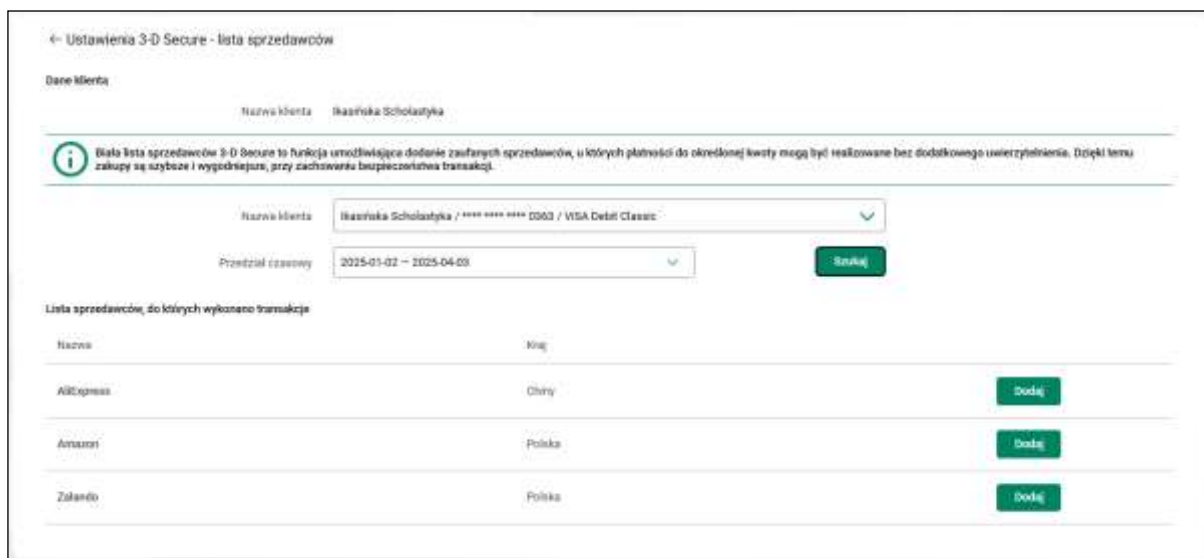 ← Ustawienia 3-D Secure - lista sprzedawców
Dane klienta
Nazwa klienta Ikasińska Scholastyka
Biała lista sprzedawców 3-D Secure to funkcja umożliwiająca dodanie zaufanych sprzedawców, u których płatności do określonej kwoty mogą być realizowane bez dodatkowego uwierzytelnienia. Dzięki temu
zakupy są szybsze i wygodniejsze, przy zachowaniu bezpieczeństwa transakcji.
Nazwa klienta Ikasińska Scholastyka / **** **** **** 0363 / VISA Debit Classic
Przedział czasowy 2025-01-02 — 2025-04-03 Szukaj
Lista sprzedawców, do których wykonano transakcje
Nazwa Kraj
AliExpress Chiny Dodaj
Amazon Polska Dodaj
Zalando Polska Dodaj